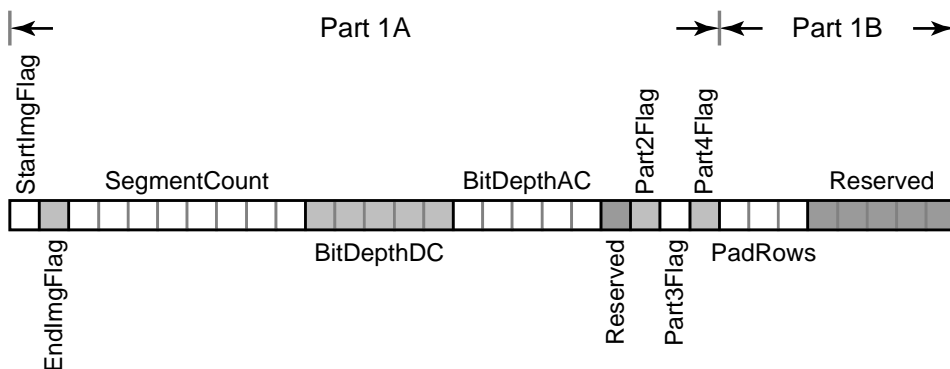 Part 1A
Part 1B
StartImgFlag
EndImgFlag
SegmentCount
BitDepthDC
BitDepthAC
Reserved
Part2Flag
Part3Flag
Part4Flag
PadRows
Reserved